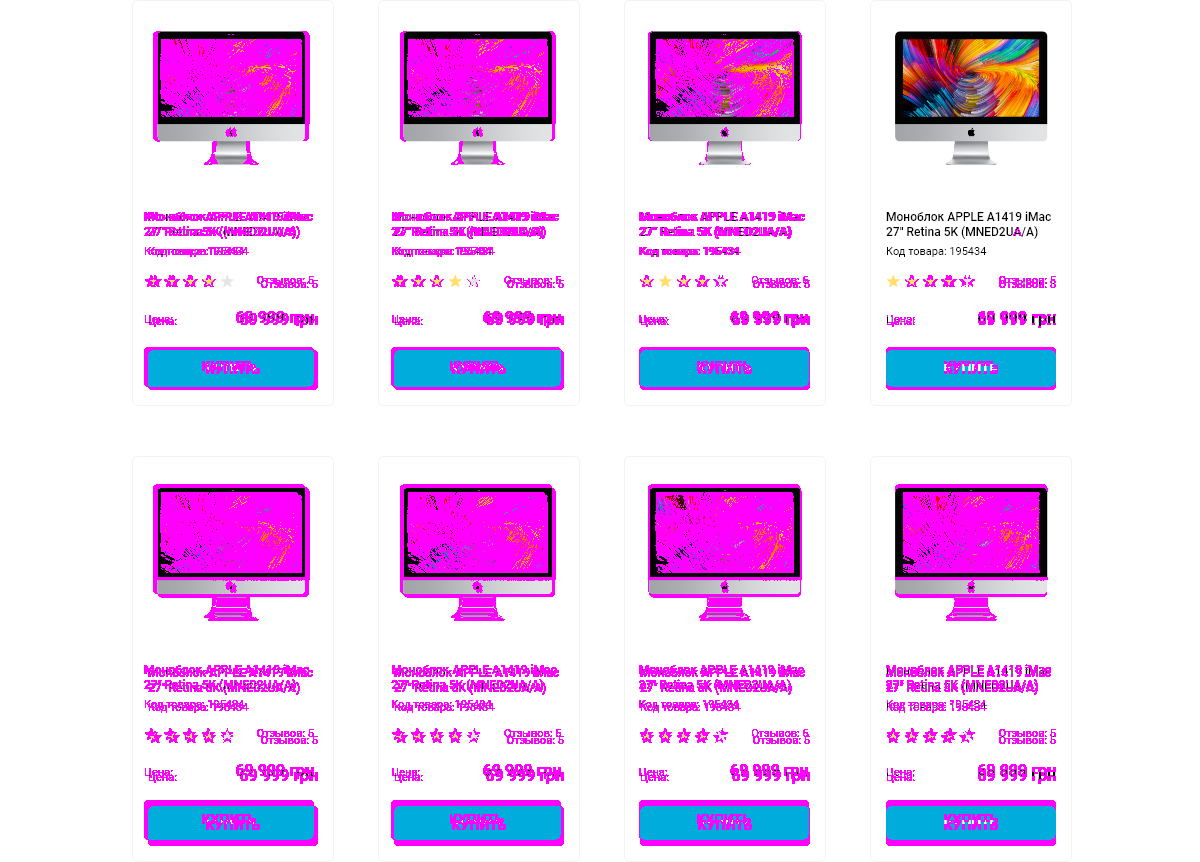 Моноблок APPLE A1419 iMac
27" Retina 5K (MNED2UA/A)
Код товара: 195434
Отзывов: 5
Цена: 69 999 грн
КУПИТЬ
Моноблок APPLE A1419 iMac
27" Retina 5K (MNED2UA/A)
Код товара: 195434
Отзывов: 5
Цена: 69 999 грн
КУПИТЬ
Моноблок APPLE A1419 iMac
27" Retina 5K (MNED2UA/A)
Код товара: 195434
Отзывов: 5
Цена: 69 999 грн
КУПИТЬ
Моноблок APPLE A1419 iMac
27" Retina 5K (MNED2UA/A)
Код товара: 195434
Отзывов: 5
Цена: 69 999 грн
КУПИТЬ
Моноблок APPLE A1419 iMac
27" Retina 5K (MNED2UA/A)
Код товара: 195434
Отзывов: 5
Цена: 69 999 грн
КУПИТЬ
Моноблок APPLE A1419 iMac
27" Retina 5K (MNED2UA/A)
Код товара: 195434
Отзывов: 5
Цена: 69 999 грн
КУПИТЬ
Моноблок APPLE A1419 iMac
27" Retina 5K (MNED2UA/A)
Код товара: 195434
Отзывов: 5
Цена: 69 999 грн
КУПИТЬ
Моноблок APPLE A1419 iMac
27" Retina 5K (MNED2UA/A)
Код товара: 195434
Отзывов: 5
Цена: 69 999 грн
КУПИТЬ